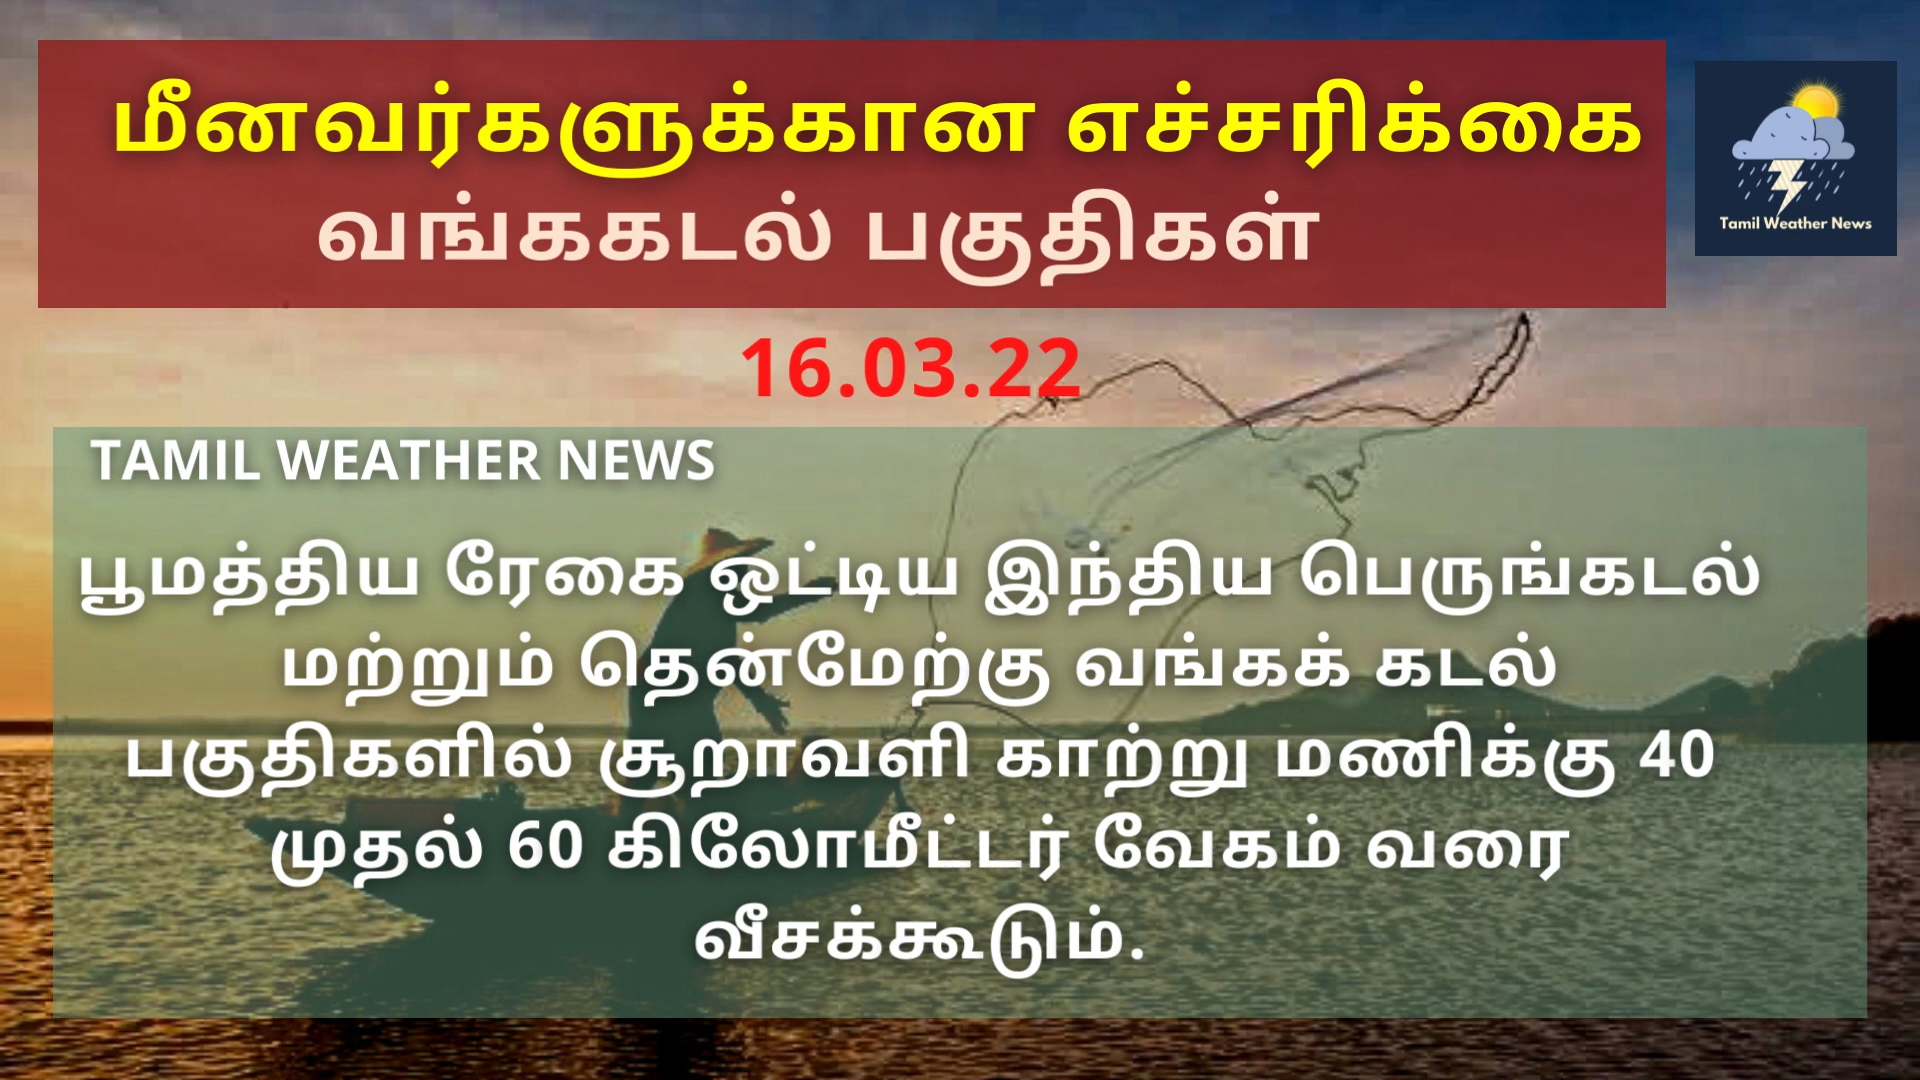 மீனவர்களுக்கான எச்சரிக்கை
வங்ககடல் பகுதிகள்
Tamil Weather News
16.03.22
TAMIL WEATHER NEWS
பூமத்திய ரேகை ஒட்டிய இந்திய பெருங்கடல்
மற்றும் தென்மேற்கு வங்கக் கடல்
பகுதிகளில் சூறாவளி காற்று மணிக்கு 40
முதல் 60 கிலோமீட்டர் வேகம் வரை
வீசக்கூடும்.